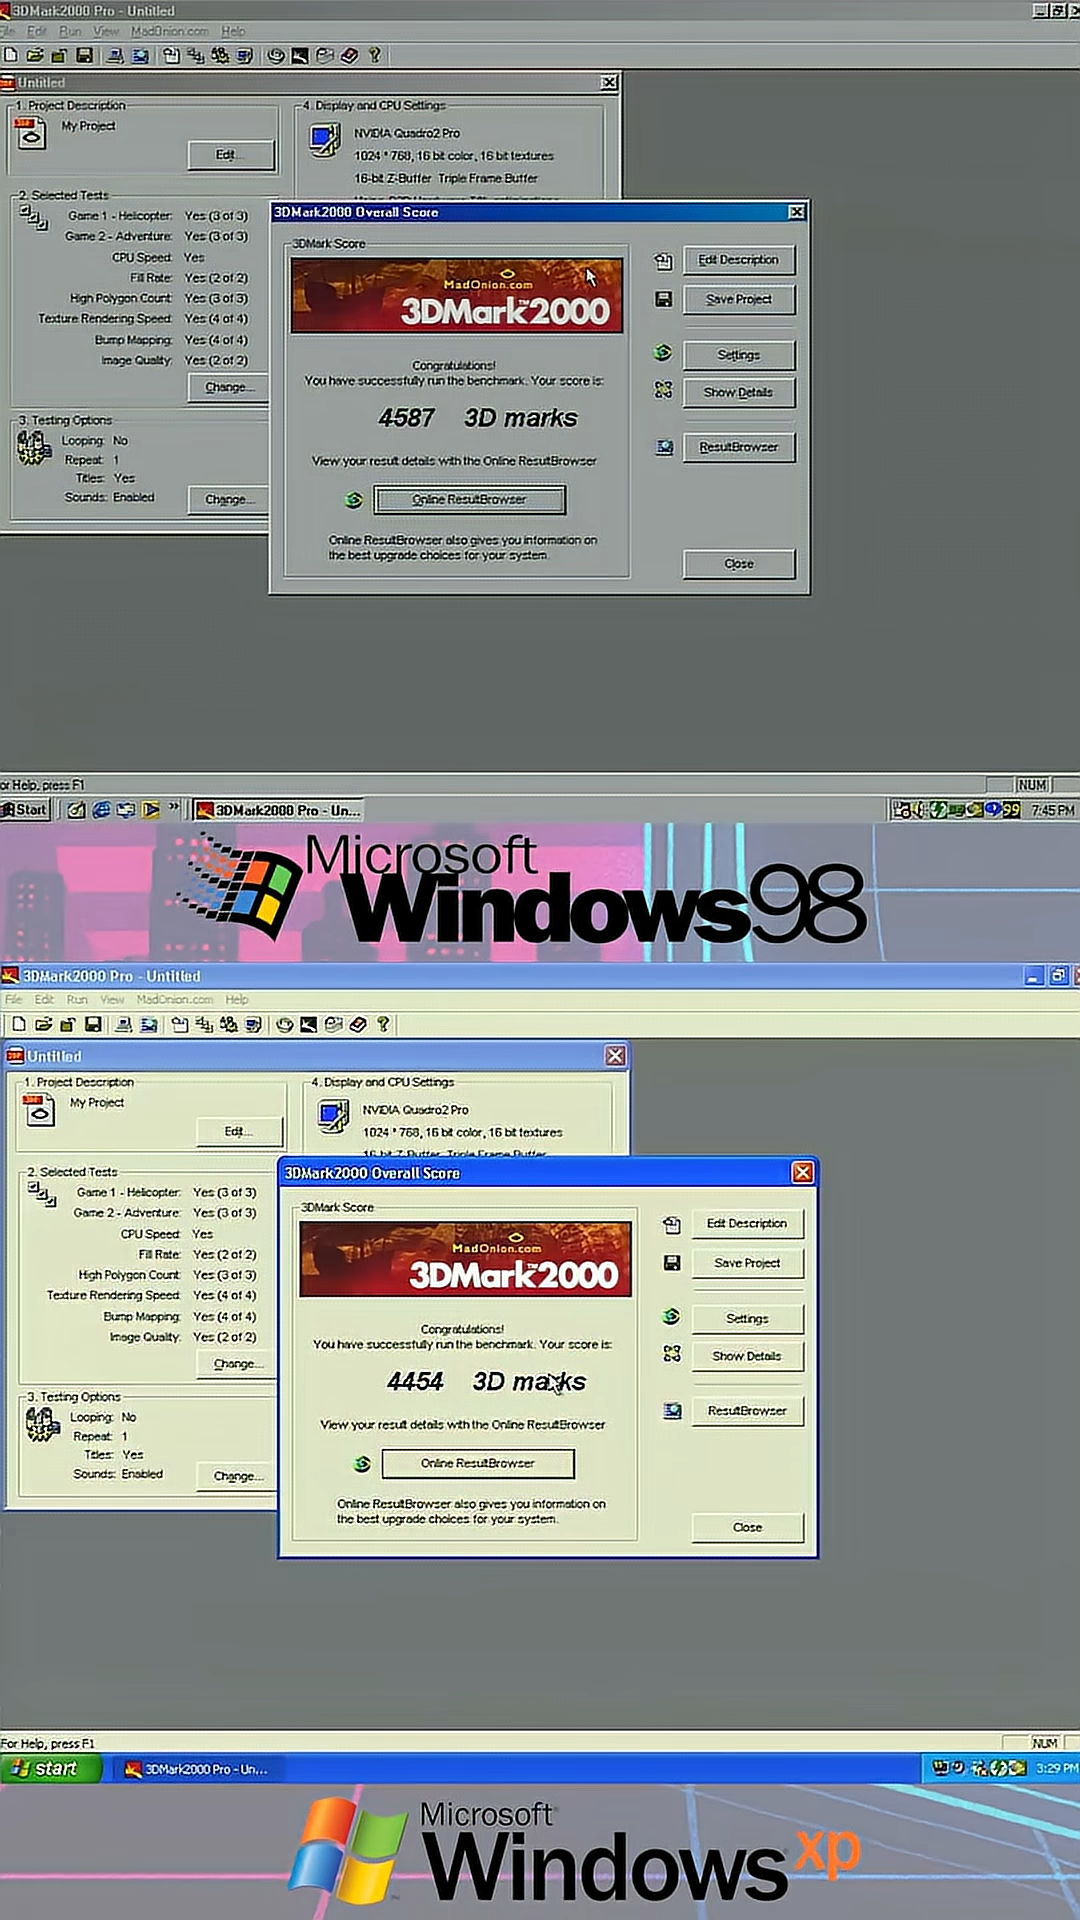 3DMark2000 Pro - Untitled
File Edit Run View MadOnion.com Help
Untitled
1. Project Description
My Project
Edit...
4. Display and CPU Settings
NVIDIA Quadro2 Pro
1024 * 768, 16 bit color, 16 bit textures
16-bit Z-Buffer Triple Frame Buffer
2. Selected Tests
Game 1 - Helicopter: Yes (3 of 3)
Game 2 - Adventure: Yes (3 of 3)
CPU Speed: Yes
Fill Rate: Yes (2 of 2)
High Polygon Count: Yes (3 of 3)
Texture Rendering Speed: Yes (4 of 4)
Bump Mapping: Yes (4 of 4)
Image Quality: Yes (2 of 2)
Change...
3. Testing Options
Looping: No
Repeat: 1
Titles: Yes
Sounds: Enabled
Change...
3DMark2000 Overall Score
3DMark Score
MadOnion.com
3DMark™2000
Congratulations!
You have successfully run the benchmark. Your score is:
4587 3D marks
View your result details with the Online ResultBrowser
Online ResultBrowser
Online ResultBrowser also gives you information on
the best upgrade choices for your system.
Edit Description
Save Project
Settings
Show Details
ResultBrowser
Close
or Help, press F1
NUM
Start
»
3DMark2000 Pro - Un...
99
7:45 PM
Microsoft
Windows98
3DMark2000 Pro - Untitled
File Edit Run View MadOnion.com Help
Untitled
1. Project Description
My Project
Edit...
4. Display and CPU Settings
NVIDIA Quadro2 Pro
1024 * 768, 16 bit color, 16 bit textures
16-bit Z-Buffer Triple Frame Buffer
2. Selected Tests
Game 1 - Helicopter: Yes (3 of 3)
Game 2 - Adventure: Yes (3 of 3)
CPU Speed: Yes
Fill Rate: Yes (2 of 2)
High Polygon Count: Yes (3 of 3)
Texture Rendering Speed: Yes (4 of 4)
Bump Mapping: Yes (4 of 4)
Image Quality: Yes (2 of 2)
Change...
3. Testing Options
Looping: No
Repeat: 1
Titles: Yes
Sounds: Enabled
Change...
3DMark2000 Overall Score
3DMark Score
MadOnion.com
3DMark™2000
Congratulations!
You have successfully run the benchmark. Your score is:
4454 3D marks
View your result details with the Online ResultBrowser
Online ResultBrowser
Online ResultBrowser also gives you information on
the best upgrade choices for your system.
Edit Description
Save Project
Settings
Show Details
ResultBrowser
Close
For Help, press F1
NUM
start
3DMark2000 Pro - Un...
3:29 PM
Microsoft
Windows xp